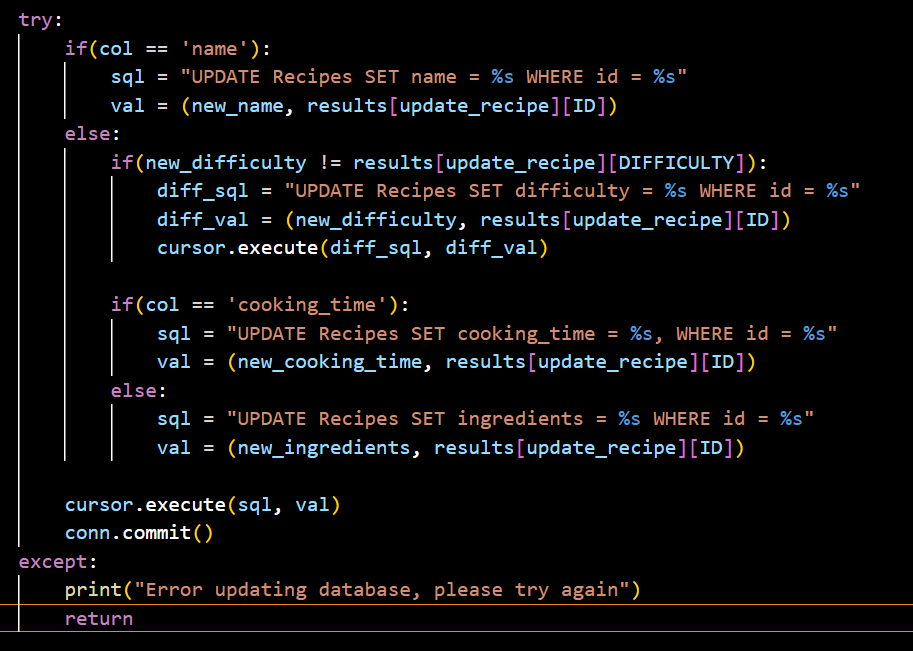 try:
    if(col == 'name'):
        sql = "UPDATE Recipes SET name = %s WHERE id = %s"
        val = (new_name, results[update_recipe][ID])
    else:
        if(new_difficulty != results[update_recipe][DIFFICULTY]):
            diff_sql = "UPDATE Recipes SET difficulty = %s WHERE id = %s"
            diff_val = (new_difficulty, results[update_recipe][ID])
            cursor.execute(diff_sql, diff_val)

        if(col == 'cooking_time'):
            sql = "UPDATE Recipes SET cooking_time = %s, WHERE id = %s"
            val = (new_cooking_time, results[update_recipe][ID])
        else:
            sql = "UPDATE Recipes SET ingredients = %s WHERE id = %s"
            val = (new_ingredients, results[update_recipe][ID])

    cursor.execute(sql, val)
    conn.commit()
except:
    print("Error updating database, please try again")
    return